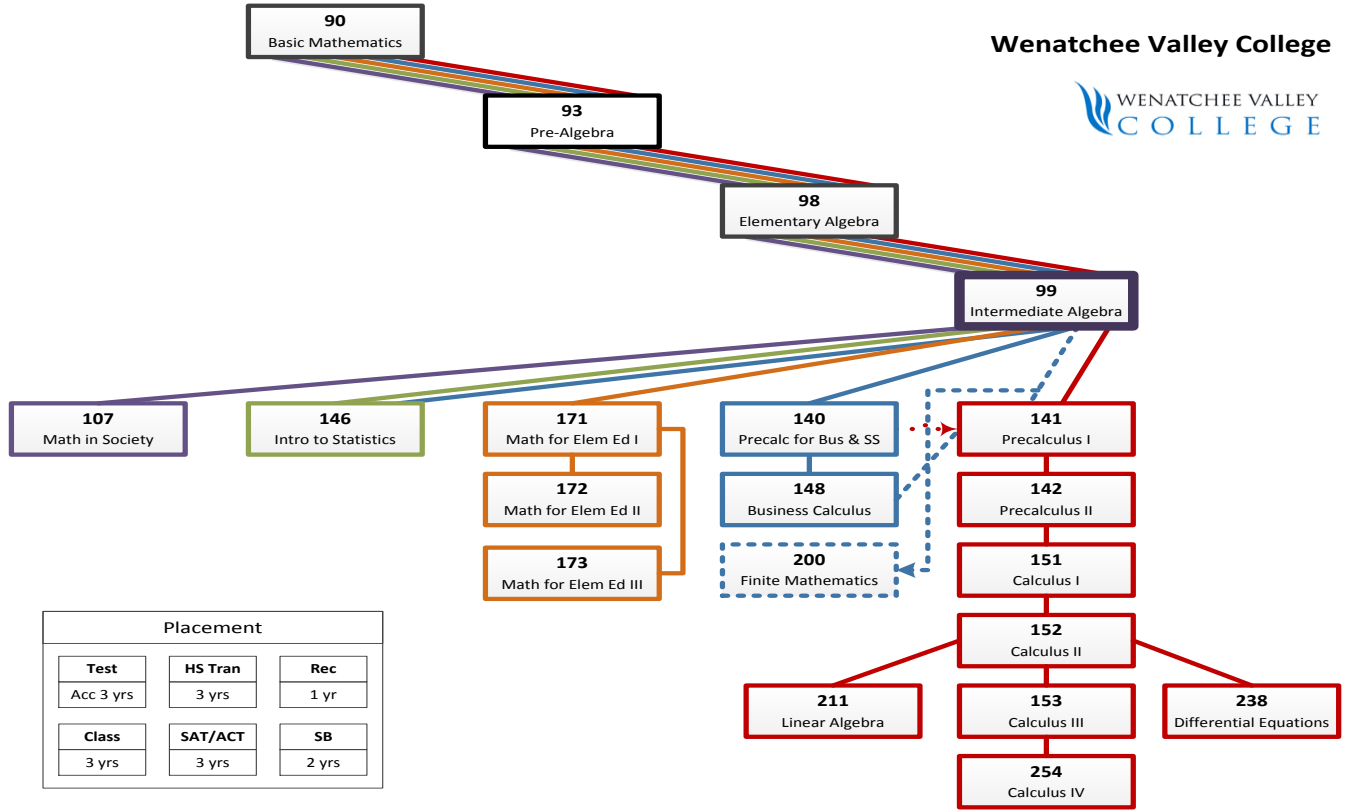 90
Basic Mathematics
Wenatchee Valley College
WENATCHEE VALLEY
COLLEGE
93
Pre-Algebra
98
Elementary Algebra
99
Intermediate Algebra
107
Math in Society
146
Intro to Statistics
171
Math for Elem Ed I
140
Precalc for Bus & SS
141
Precalculus I
172
Math for Elem Ed II
148
Business Calculus
142
Precalculus II
173
Math for Elem Ed III
200
Finite Mathematics
151
Calculus I
152
Calculus II
211
Linear Algebra
153
Calculus III
238
Differential Equations
254
Calculus IV
Placement
Test
Acc 3 yrs
HS Tran
3 yrs
Rec
1 yr
Class
3 yrs
SAT/ACT
3 yrs
SB
2 yrs